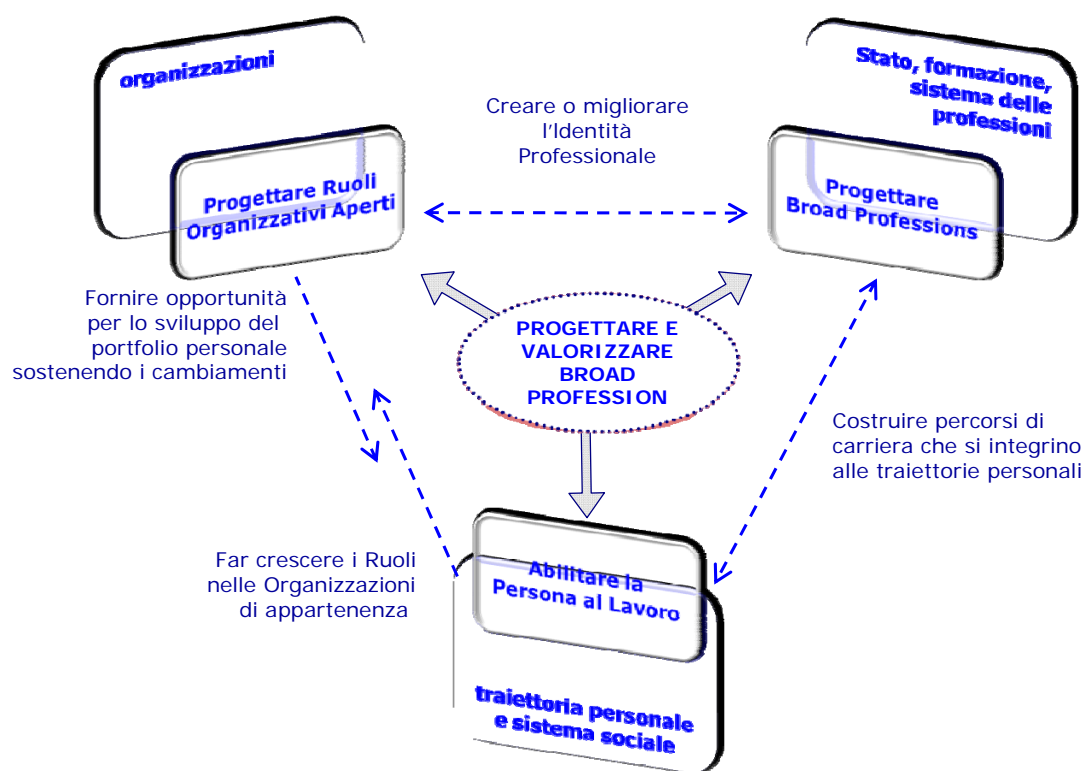 organizzazioni
Progettare Ruoli
Organizzativi Aperti
Creare o migliorare
l'Identità
Professionale
Stato, formazione,
sistema delle
professioni
Progettare
Broad Professions
Fornire opportunità
per lo sviluppo del
portfolio personale
sostenendo i cambiamenti
PROGETTARE E
VALORIZZARE
BROAD
PROFESSION
Costruire percorsi di
carriera che si integrino
alle traiettorie personali
Far crescere i Ruoli
nelle Organizzazioni
di appartenenza
Abilitare la
Persona al Lavoro
traiettoria personale
e sistema sociale